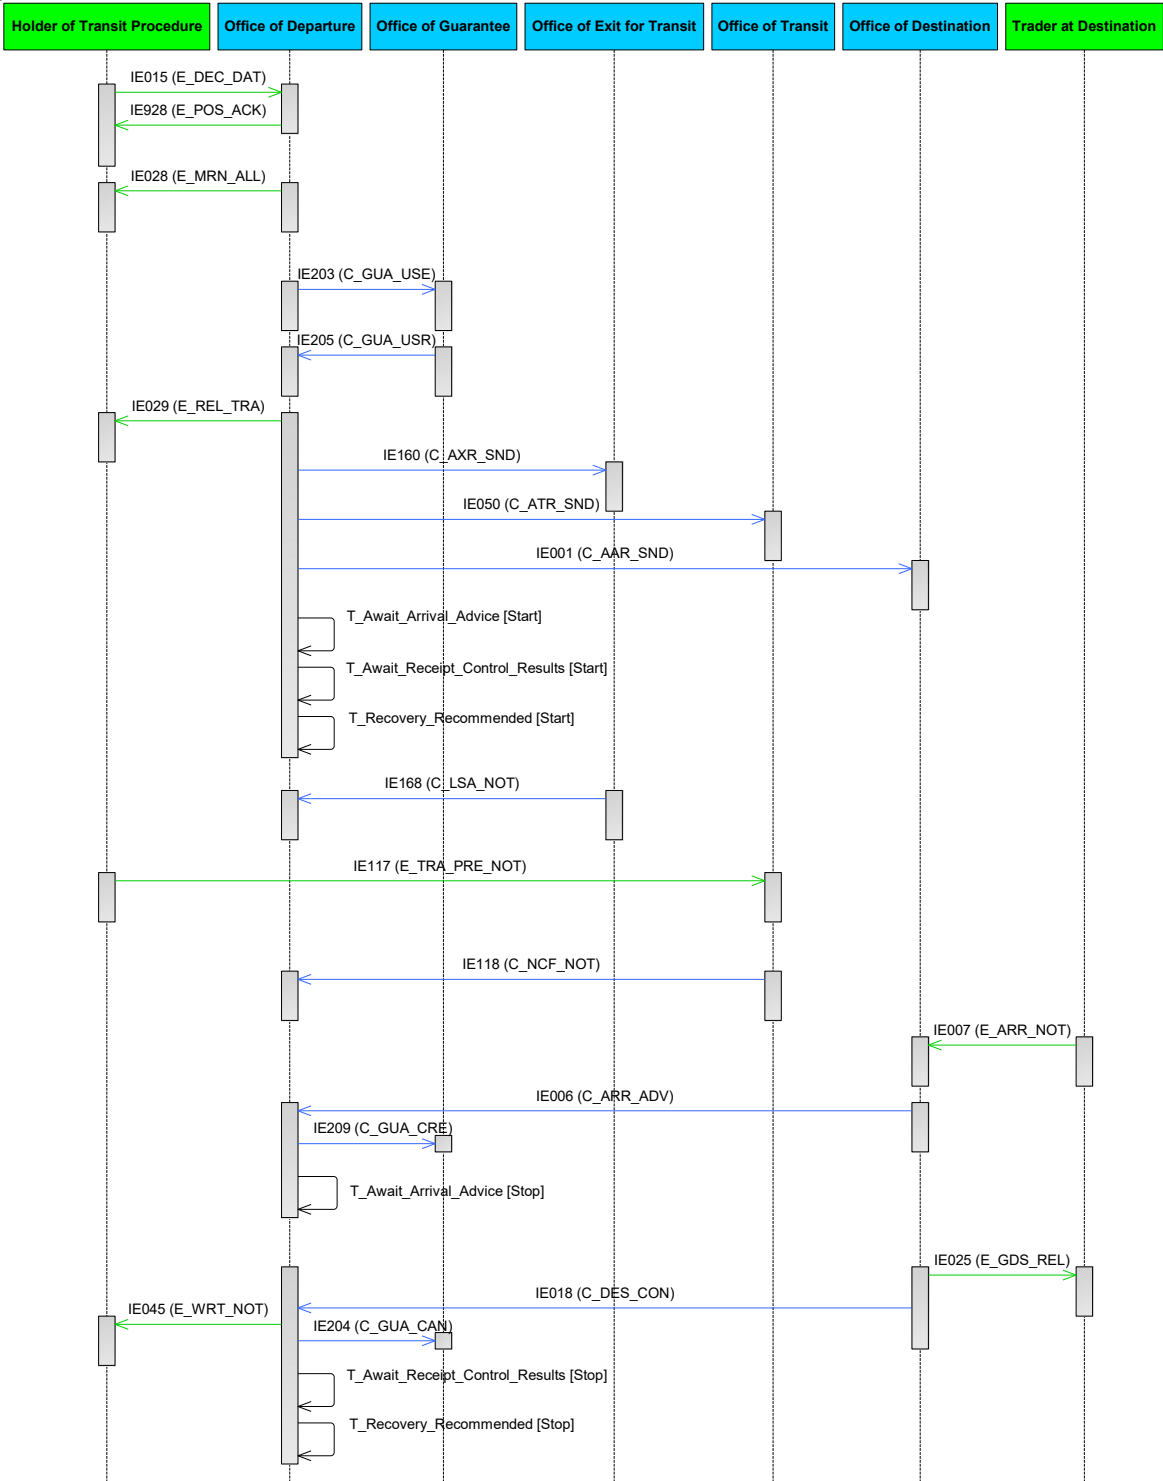 Holder of Transit Procedure
Office of Departure
Office of Guarantee
Office of Exit for Transit
Office of Transit
Office of Destination
Trader at Destination
IE015 (E_DEC_DAT)
IE928 (E_POS_ACK)
IE028 (E_MRN_ALL)
IE203 (C_GUA_USE)
IE205 (C_GUA_USR)
IE029 (E_REL_TRA)
IE160 (C_AXR_SND)
IE050 (C_ATR_SND)
IE001 (C_AAR_SND)
T_Await_Arrival_Advice [Start]
T_Await_Receipt_Control_Results [Start]
T_Recovery_Recommended [Start]
IE168 (C_LSA_NOT)
IE117 (E_TRA_PRE_NOT)
IE118 (C_NCF_NOT)
IE007 (E_ARR_NOT)
IE006 (C_ARR_ADV)
IE209 (C_GUA_CRE)
T_Await_Arrival_Advice [Stop]
IE025 (E_GDS_REL)
IE018 (C_DES_CON)
IE045 (E_WRT_NOT)
IE204 (C_GUA_CAN)
T_Await_Receipt_Control_Results [Stop]
T_Recovery_Recommended [Stop]